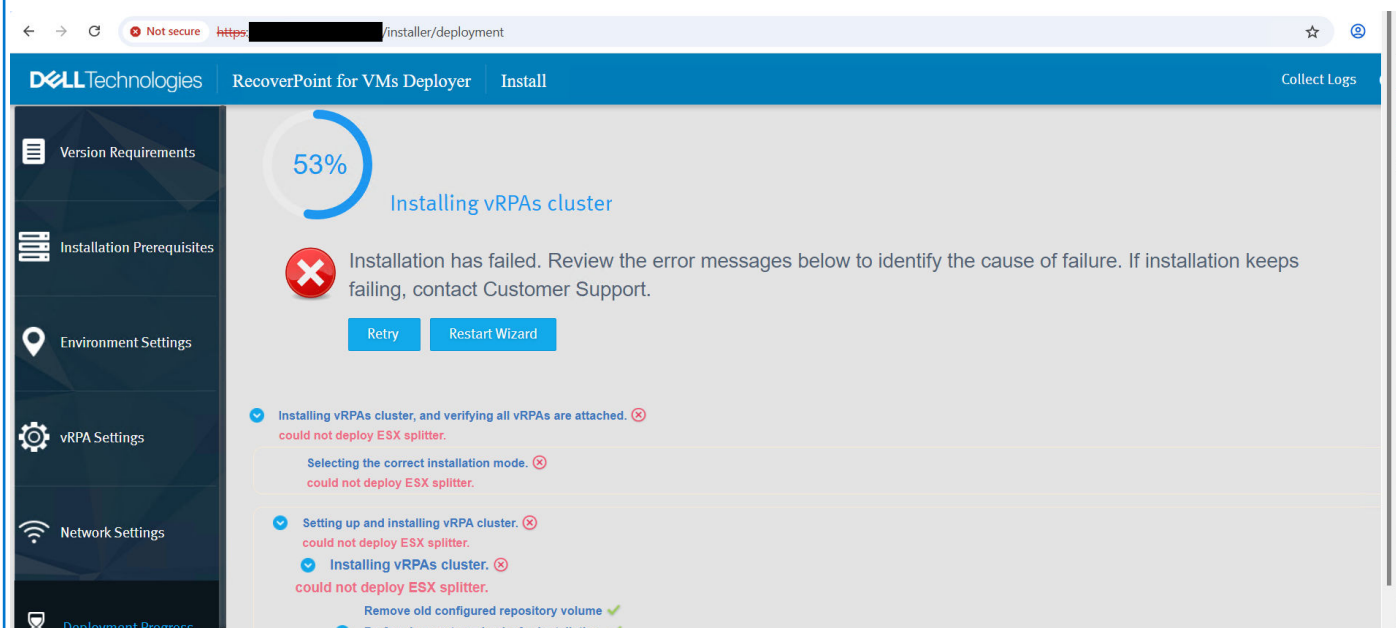 Not secure https: /installer/deployment
DELLTechnologies RecoverPoint for VMs Deployer Install Collect Logs
Version Requirements
Installation Prerequisites
Environment Settings
vRPA Settings
Network Settings
Deployment Progress
53%
Installing vRPAs cluster
Installation has failed. Review the error messages below to identify the cause of failure. If installation keeps
failing, contact Customer Support.
Retry Restart Wizard
Installing vRPAs cluster, and verifying all vRPAs are attached.
could not deploy ESX splitter.
Selecting the correct installation mode.
could not deploy ESX splitter.
Setting up and installing vRPA cluster.
could not deploy ESX splitter.
Installing vRPAs cluster.
could not deploy ESX splitter.
Remove old configured repository volume